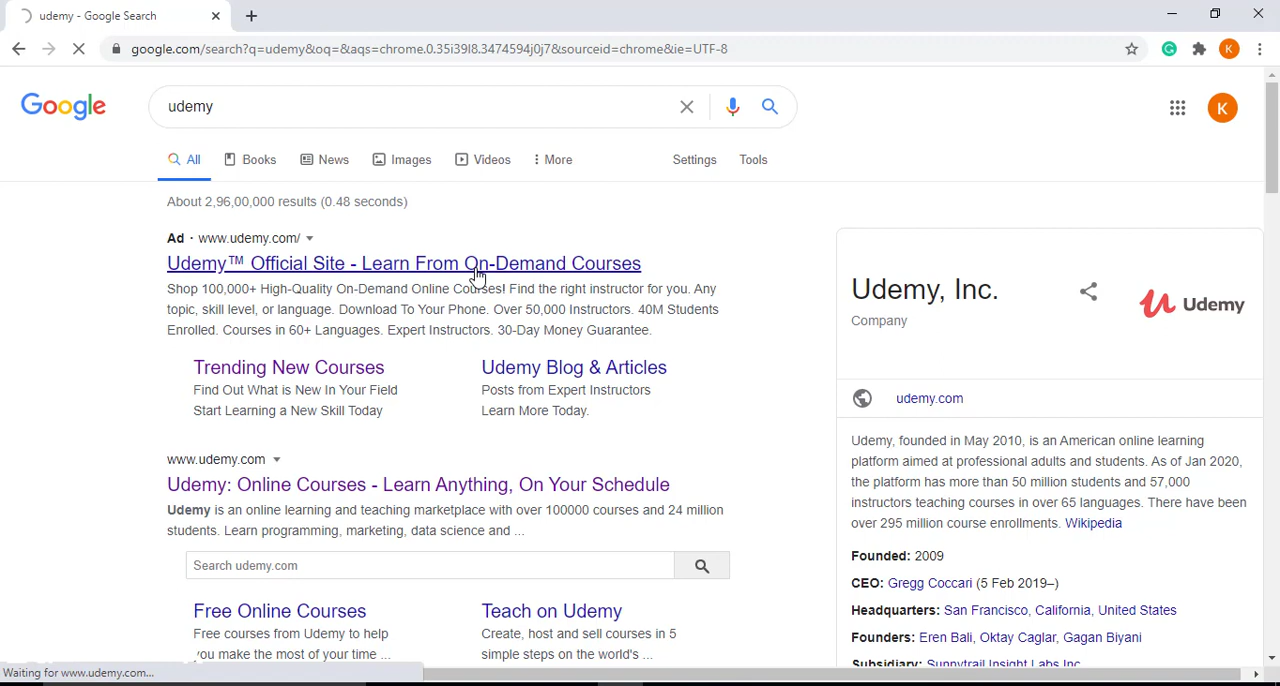 udemy - Google Search
google.com/search?q=udemy&oq=&aqs=chrome.0.35i39l8.3474594j0j7&sourceid=chrome&ie=UTF-8
K
Google
udemy
K
All
Books
News
Images
Videos
More
Settings
Tools
About 2,96,00,000 results (0.48 seconds)
Ad · www.udemy.com/
Udemy™ Official Site - Learn From On-Demand Courses
Shop 100,000+ High-Quality On-Demand Online Courses! Find the right instructor for you. Any
topic, skill level, or language. Download To Your Phone. Over 50,000 Instructors. 40M Students
Enrolled. Courses in 60+ Languages. Expert Instructors. 30-Day Money Guarantee.
Trending New Courses
Find Out What is New In Your Field
Start Learning a New Skill Today
Udemy Blog & Articles
Posts from Expert Instructors
Learn More Today.
www.udemy.com
Udemy: Online Courses - Learn Anything, On Your Schedule
Udemy is an online learning and teaching marketplace with over 100000 courses and 24 million
students. Learn programming, marketing, data science and ...
Search udemy.com
Free Online Courses
Free courses from Udemy to help
you make the most of your time ...
Teach on Udemy
Create, host and sell courses in 5
simple steps on the world's ...
Udemy, Inc.
Company
Udemy
udemy.com
Udemy, founded in May 2010, is an American online learning
platform aimed at professional adults and students. As of Jan 2020,
the platform has more than 50 million students and 57,000
instructors teaching courses in over 65 languages. There have been
over 295 million course enrollments. Wikipedia
Founded: 2009
CEO: Gregg Coccari (5 Feb 2019–)
Headquarters: San Francisco, California, United States
Founders: Eren Bali, Oktay Caglar, Gagan Biyani
Subsidiary: Sunnytrail Insight Labs Inc
Waiting for www.udemy.com...